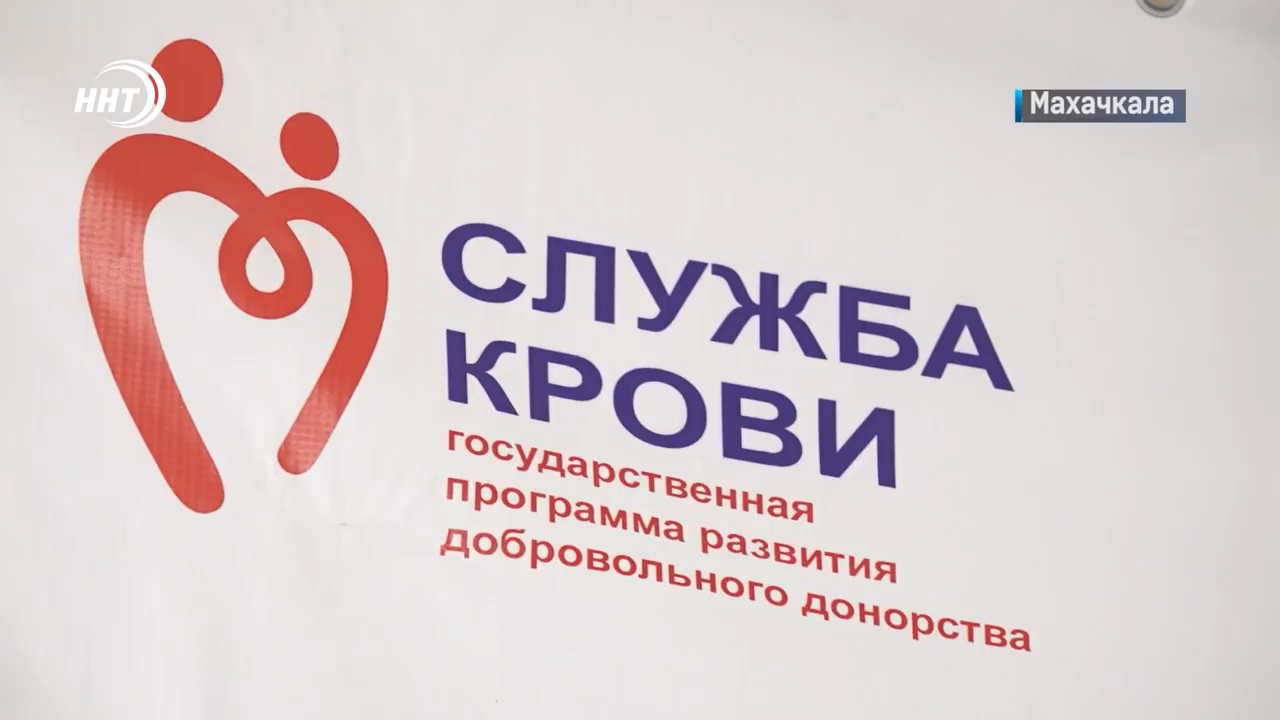 ННТ
Махачкала
СЛУЖБА
КРОВИ
государственная
программа развития
добровольного донорства